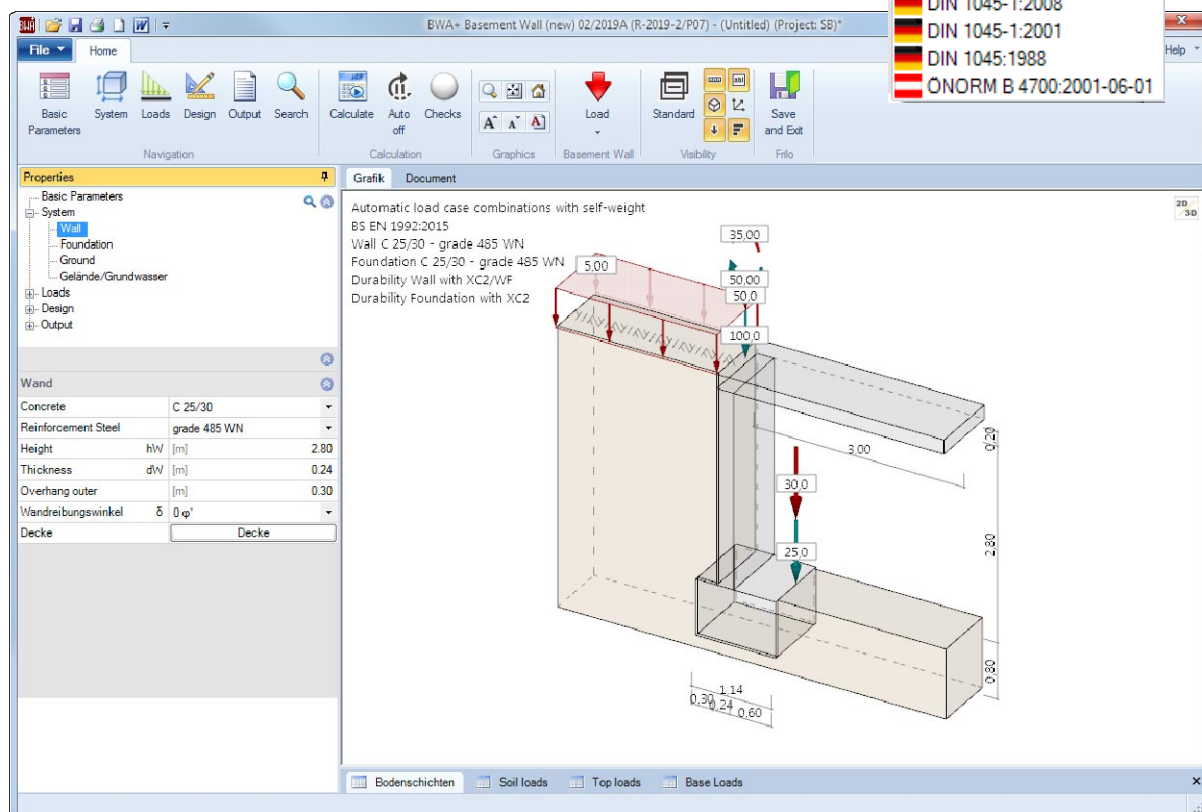 DIN 1045-1:2008
DIN 1045-1:2001
DIN 1045:1988
ÖNORM B 4700:2001-06-01
BWA+ Basement Wall (new) 02/2019A (R-2019-2/P07) - (Untitled) (Project: SB)*
File
Home
Help
Basic Parameters
System
Loads
Design
Output
Search
Calculate
Auto off
Checks
Load
Standard
Save and Exit
Navigation
Calculation
Graphics
Basement Wall
Visibility
Frilo
Properties
Basic Parameters
System
Wall
Foundation
Ground
Gelände/Grundwasser
Loads
Design
Output
Wand
Concrete C 25/30
Reinforcement Steel grade 485 WN
Height hW [m] 2.80
Thickness dW [m] 0.24
Overhang outer [m] 0.30
Wandreibungswinkel δ 0 φ'
Decke Decke
Grafik
Document
2D/3D
Automatic load case combinations with self-weight
BS EN 1992:2015
Wall C 25/30 - grade 485 WN
Foundation C 25/30 - grade 485 WN
Durability Wall with XC2/WF
Durability Foundation with XC2
5,00
35,00
50,00
50,0
100,0
3,00
0,20
30,0
25,0
2,80
0,80
1,14
0,30
0,24
0,60
Bodenschichten
Soil loads
Top loads
Base Loads